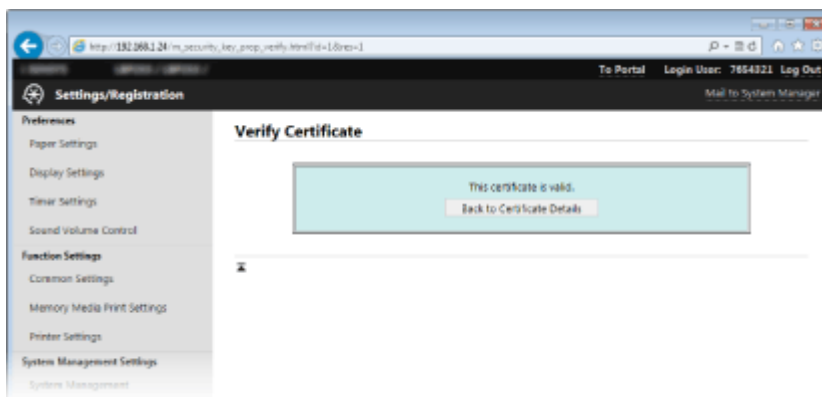 http://192.168.1.24/m_security_key_prop_verify.html?id=1&res=1
To Portal Login User: 7654321 Log Out
Settings/Registration
Mail to System Manager
Preferences
Paper Settings
Display Settings
Timer Settings
Sound Volume Control
Function Settings
Common Settings
Memory Media Print Settings
Printer Settings
System Management Settings
System Management
Verify Certificate
This certificate is valid.
Back to Certificate Details